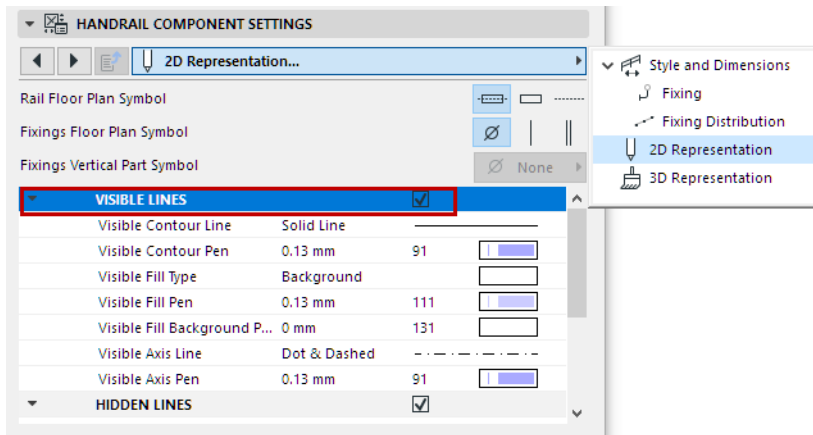 HANDRAIL COMPONENT SETTINGS
2D Representation...
Rail Floor Plan Symbol
Fixings Floor Plan Symbol
Fixings Vertical Part Symbol
None
VISIBLE LINES
Visible Contour Line Solid Line
Visible Contour Pen 0.13 mm 91
Visible Fill Type Background
Visible Fill Pen 0.13 mm 111
Visible Fill Background P... 0 mm 131
Visible Axis Line Dot & Dashed
Visible Axis Pen 0.13 mm 91
HIDDEN LINES
Style and Dimensions
Fixing
Fixing Distribution
2D Representation
3D Representation